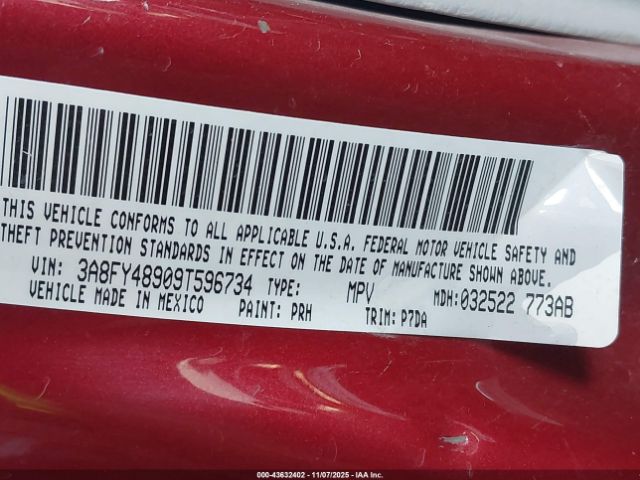 THIS VEHICLE CONFORMS TO ALL APPLICABLE U.S.A. FEDERAL MOTOR VEHICLE SAFETY AND
THEFT PREVENTION STANDARDS IN EFFECT ON THE DATE OF MANUFACTURE SHOWN ABOVE.
VIN: 3A8FY48909T596734 TYPE: MPV MDH:032522 773AB
VEHICLE MADE IN MEXICO PAINT: PRH TRIM: P7DA
000-43632402 - 11/07/2025 - IAA Inc.